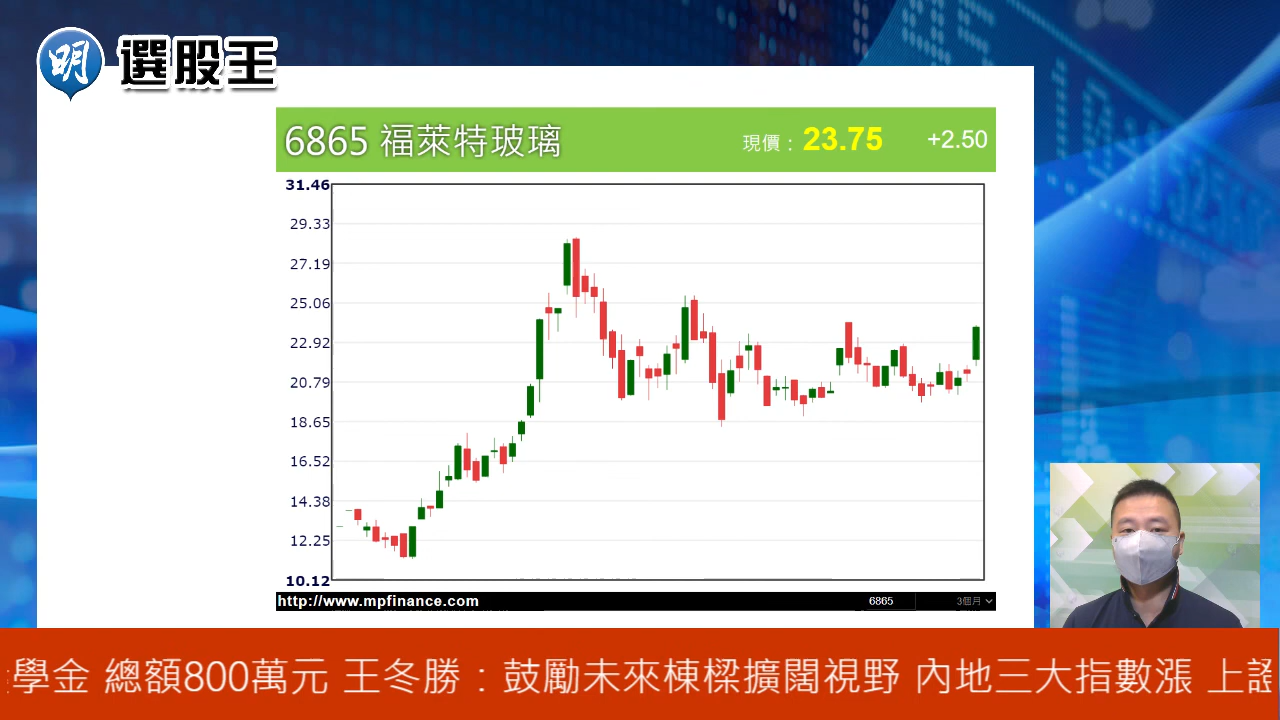 明 選股王
6865 福萊特玻璃 現價： 23.75 +2.50
31.46
29.33
27.19
25.06
22.92
20.79
18.65
16.52
14.38
12.25
10.12
http://www.mpfinance.com 6865 3個月
學金 總額800萬元 王冬勝：鼓勵未來棟樑擴闊視野 內地三大指數漲 上